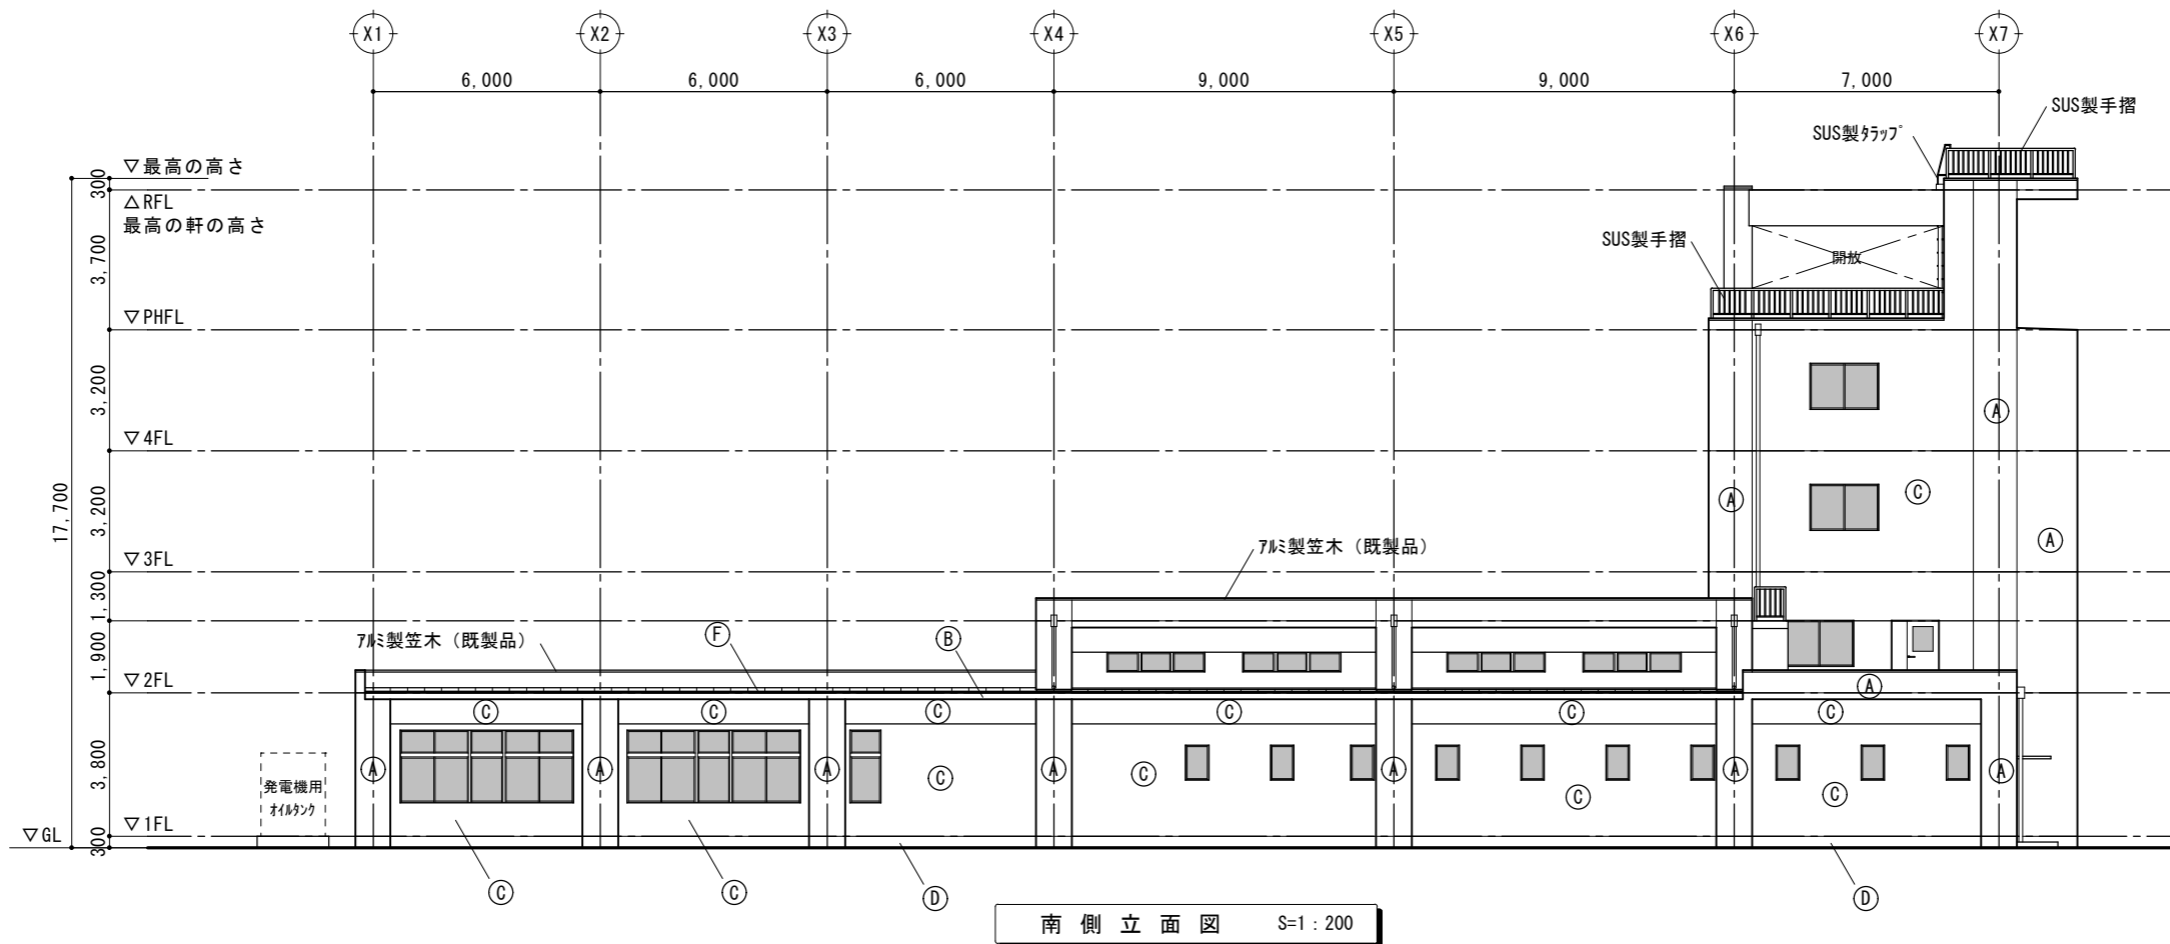 X1 X2 X3 X4 X5 X6 X7
6,000 6,000 6,000 9,000 9,000 7,000
SUS製手摺
SUS製ﾀﾗｯﾌﾟ
▽最高の高さ
300
△RFL
最高の軒の高さ
3,700
SUS製手摺
開放
▽PHFL
3,200
A
▽4FL
17,700
3,200
A
C
A
▽3FL
ｱﾙﾐ製笠木（既製品）
1,300
ｱﾙﾐ製笠木（既製品）
F
B
1,900
▽2FL
A
C C C C C C
3,800
発電機用
ｵｲﾙﾀﾝｸ
A A A C A C A C A C A
▽1FL
▽GL
300
C C D D
南側立面図 S=1：200